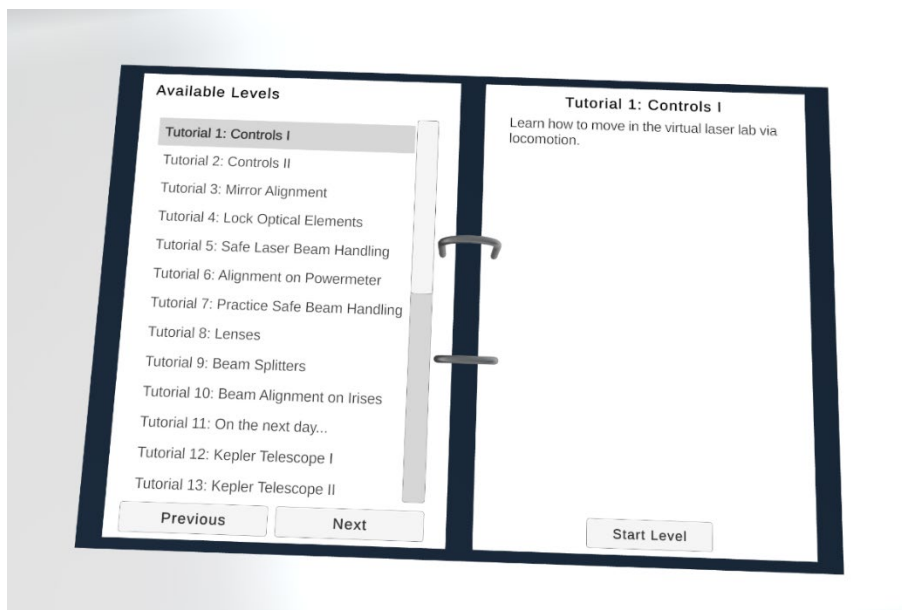 Available Levels
Tutorial 1: Controls I
Tutorial 2: Controls II
Tutorial 3: Mirror Alignment
Tutorial 4: Lock Optical Elements
Tutorial 5: Safe Laser Beam Handling
Tutorial 6: Alignment on Powermeter
Tutorial 7: Practice Safe Beam Handling
Tutorial 8: Lenses
Tutorial 9: Beam Splitters
Tutorial 10: Beam Alignment on Irises
Tutorial 11: On the next day...
Tutorial 12: Kepler Telescope I
Tutorial 13: Kepler Telescope II
Previous
Next
Tutorial 1: Controls I
Learn how to move in the virtual laser lab via
locomotion.
Start Level